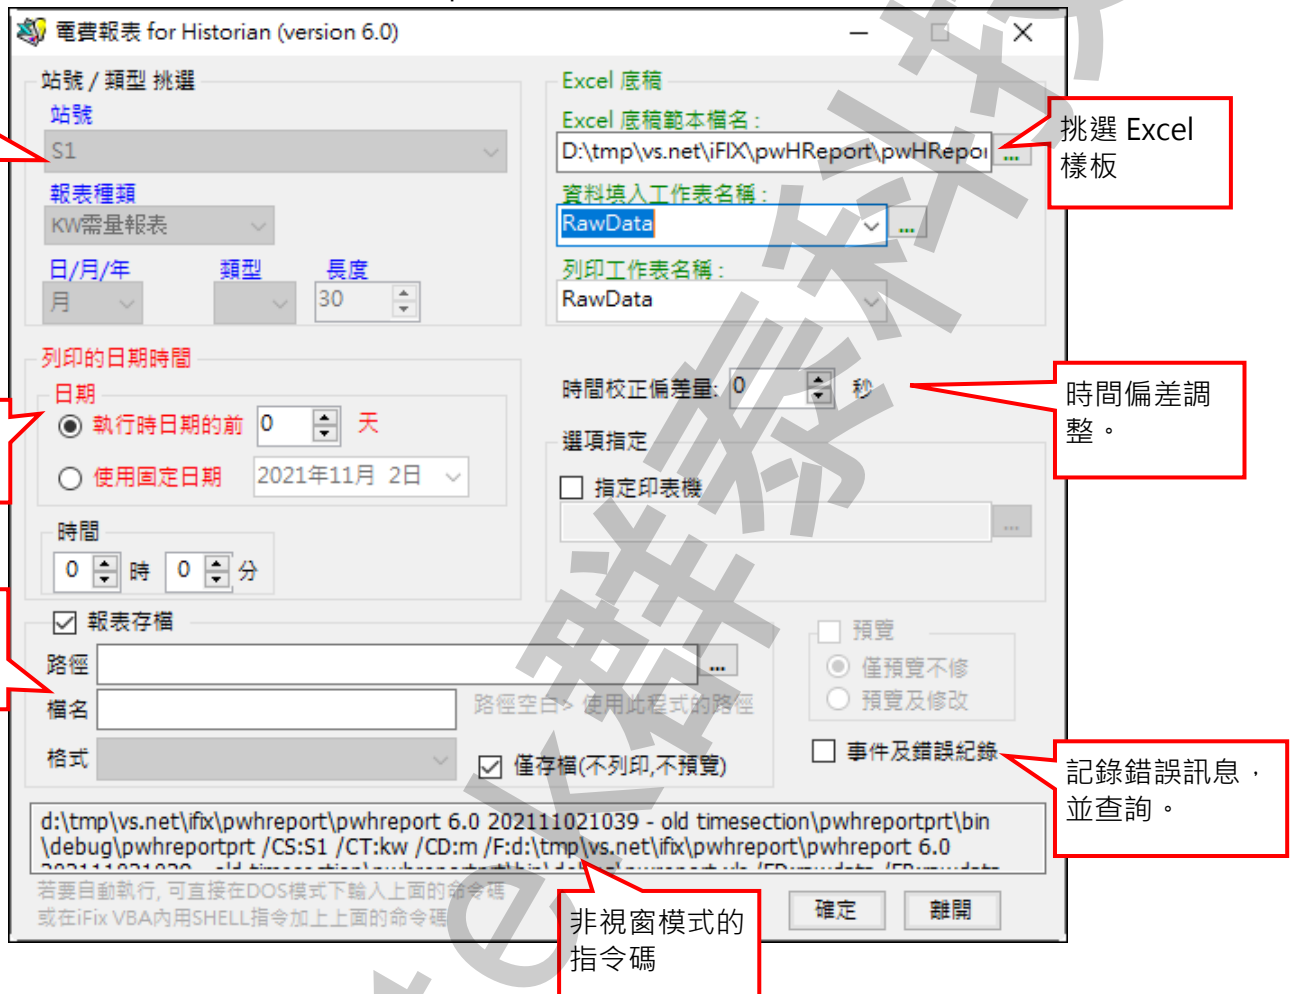 電費報表 for Historian (version 6.0)
站號 / 類型 挑選
站號
S1
報表種類
KW需量報表
日/月/年 類型 長度
月 30
Excel 底稿
Excel 底稿範本檔名 :
D:\tmp\vs.net\iFIX\pwHReport\pwHRepor ...
資料填入工作表名稱 :
RawData ...
列印工作表名稱 :
RawData
挑選 Excel
樣板
列印的日期時間
日期
執行時日期的前 0 天
使用固定日期 2021年11月 2日
時間
0 時 0 分
時間校正偏差量: 0 秒
時間偏差調
整。
選項指定
指定印表機
...
報表存檔
路徑 ...
檔名
路徑空白> 使用此程式的路徑
格式
僅存檔(不列印,不預覽)
預覽
僅預覽不修
預覽及修改
事件及錯誤紀錄
記錄錯誤訊息，
並查詢。
d:\tmp\vs.net\ifix\pwhreport\pwhreport 6.0 202111021039 - old timesection\pwhreportprt\bin
\debug\pwhreportprt /CS:S1 /CT:kw /CD:m /F:d:\tmp\vs.net\ifix\pwhreport\pwhreport 6.0
若要自動執行, 可直接在DOS模式下輸入上面的命令碼
或在iFix VBA內用SHELL指令加上上面的命令碼
確定 離開
非視窗模式的
指令碼
群泰科技